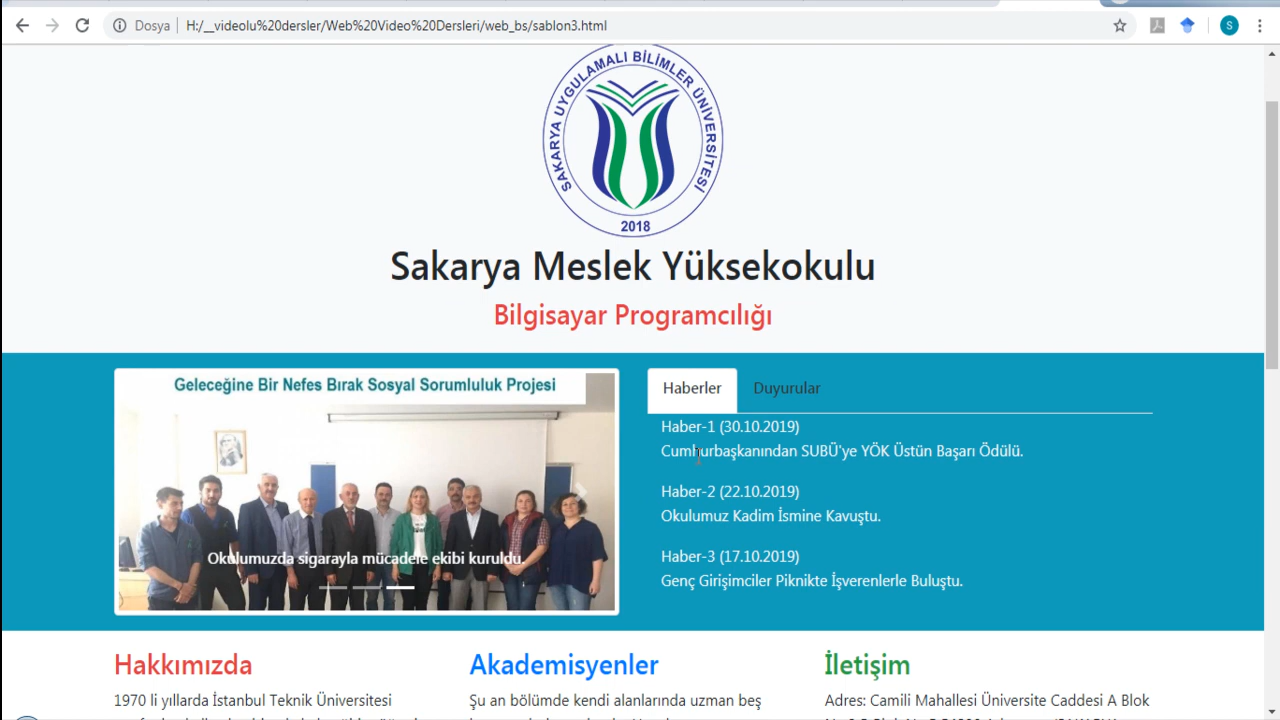 Dosya
H:/__videolu%20dersler/Web%20Video%20Dersleri/web_bs/sablon3.html
S
SAKARYA UYGULAMALI BİLİMLER ÜNİVERSİTESİ
2018
Sakarya Meslek Yüksekokulu
Bilgisayar Programcılığı
Geleceğine Bir Nefes Bırak Sosyal Sorumluluk Projesi
Okulumuzda sigarayla mücadele ekibi kuruldu.
Haberler
Duyurular
Haber-1 (30.10.2019)
Cumhurbaşkanından SUBÜ'ye YÖK Üstün Başarı Ödülü.
Haber-2 (22.10.2019)
Okulumuz Kadim İsmine Kavuştu.
Haber-3 (17.10.2019)
Genç Girişimciler Piknikte İşverenlerle Buluştu.
Hakkımızda
1970 li yıllarda İstanbul Teknik Üniversitesi
Akademisyenler
Şu an bölümde kendi alanlarında uzman beş
İletişim
Adres: Camili Mahallesi Üniversite Caddesi A Blok